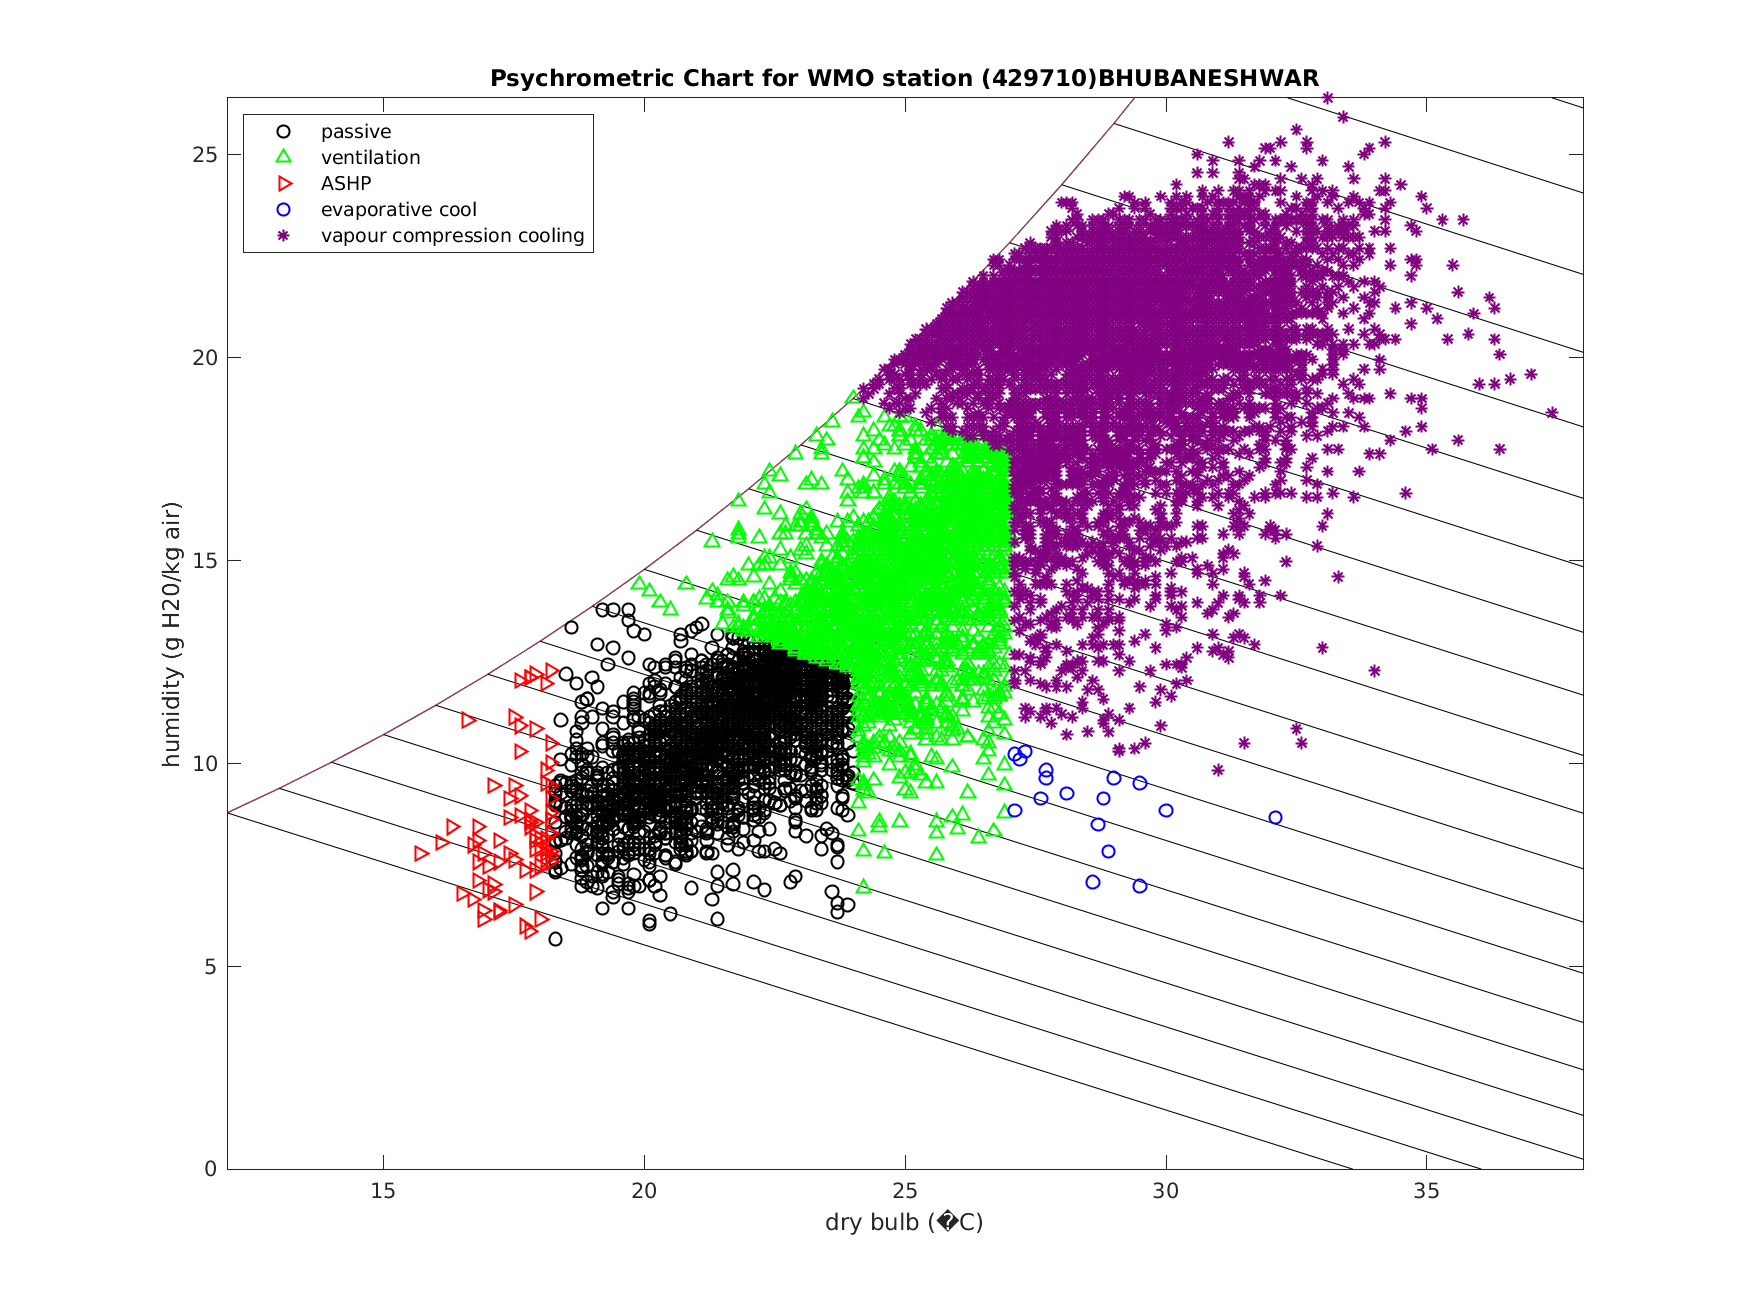 Psychrometric Chart for WMO station (429710)BHUBANESHWAR
passive
ventilation
ASHP
evaporative cool
vapour compression cooling
humidity (g H20/kg air)
25
20
15
10
5
0
15
20
25
30
35
dry bulb (�C)